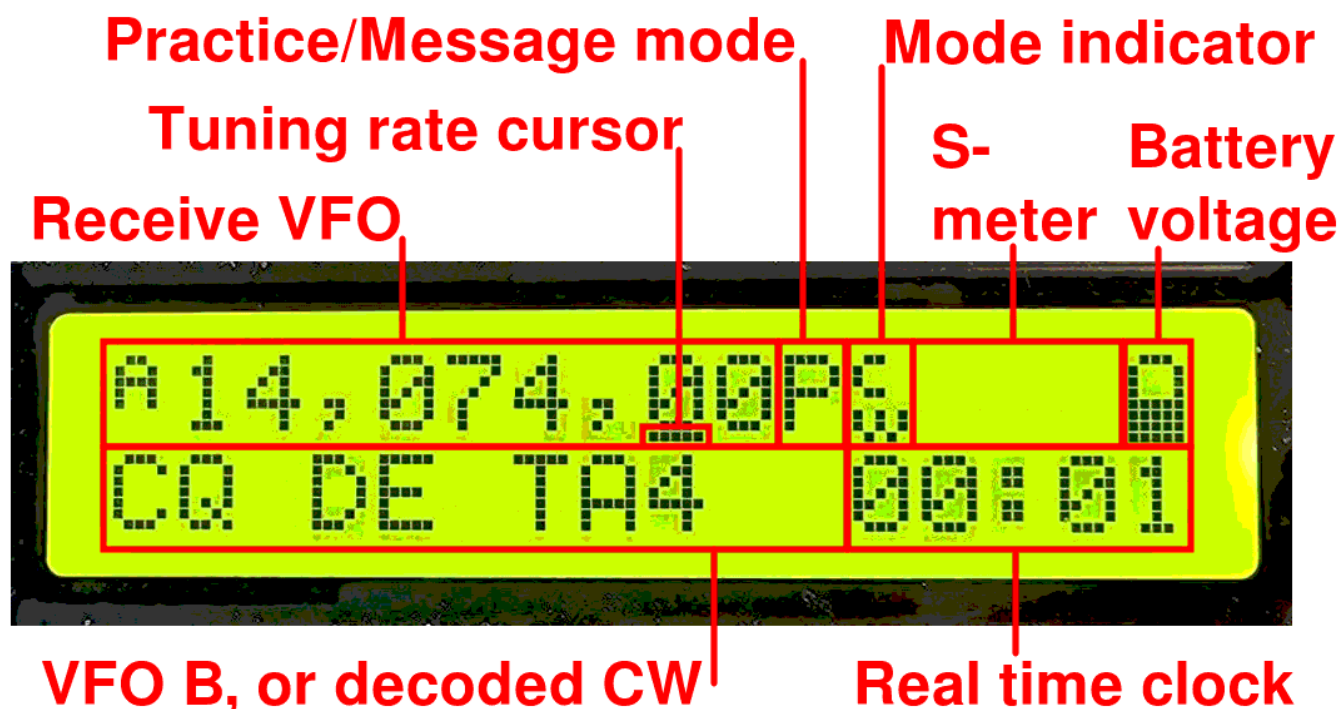 Practice/Message mode
Mode indicator
Tuning rate cursor
S-meter
Battery voltage
Receive VFO
A14,074.00P
CQ DE TA4
00:01
VFO B, or decoded CW
Real time clock